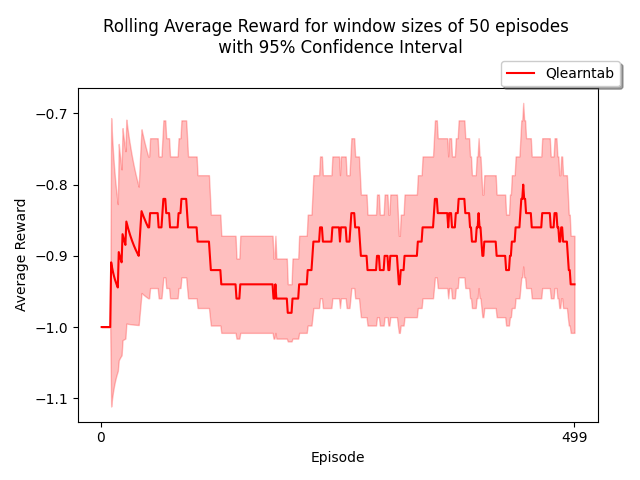 Rolling Average Reward for window sizes of 50 episodes
with 95% Confidence Interval
Qlearntab
−0.7
−0.8
−0.9
−1.0
−1.1
Average Reward
0
499
Episode